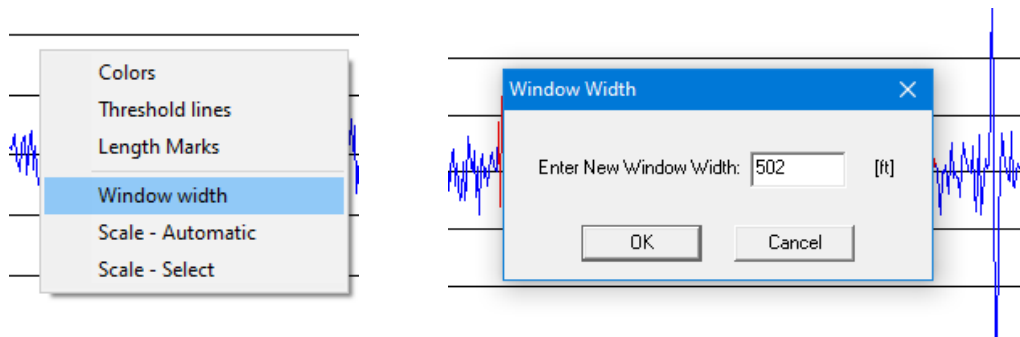 Colors
Threshold lines
Length Marks
Window width
Scale - Automatic
Scale - Select
Window Width
Enter New Window Width: 502 [ft]
OK Cancel